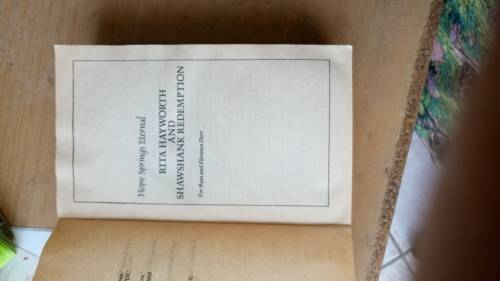 Hope Springs Eternal
RITA HAYWORTH
AND
SHAWSHANK REDEMPTION
For Russ and Florence Dorr